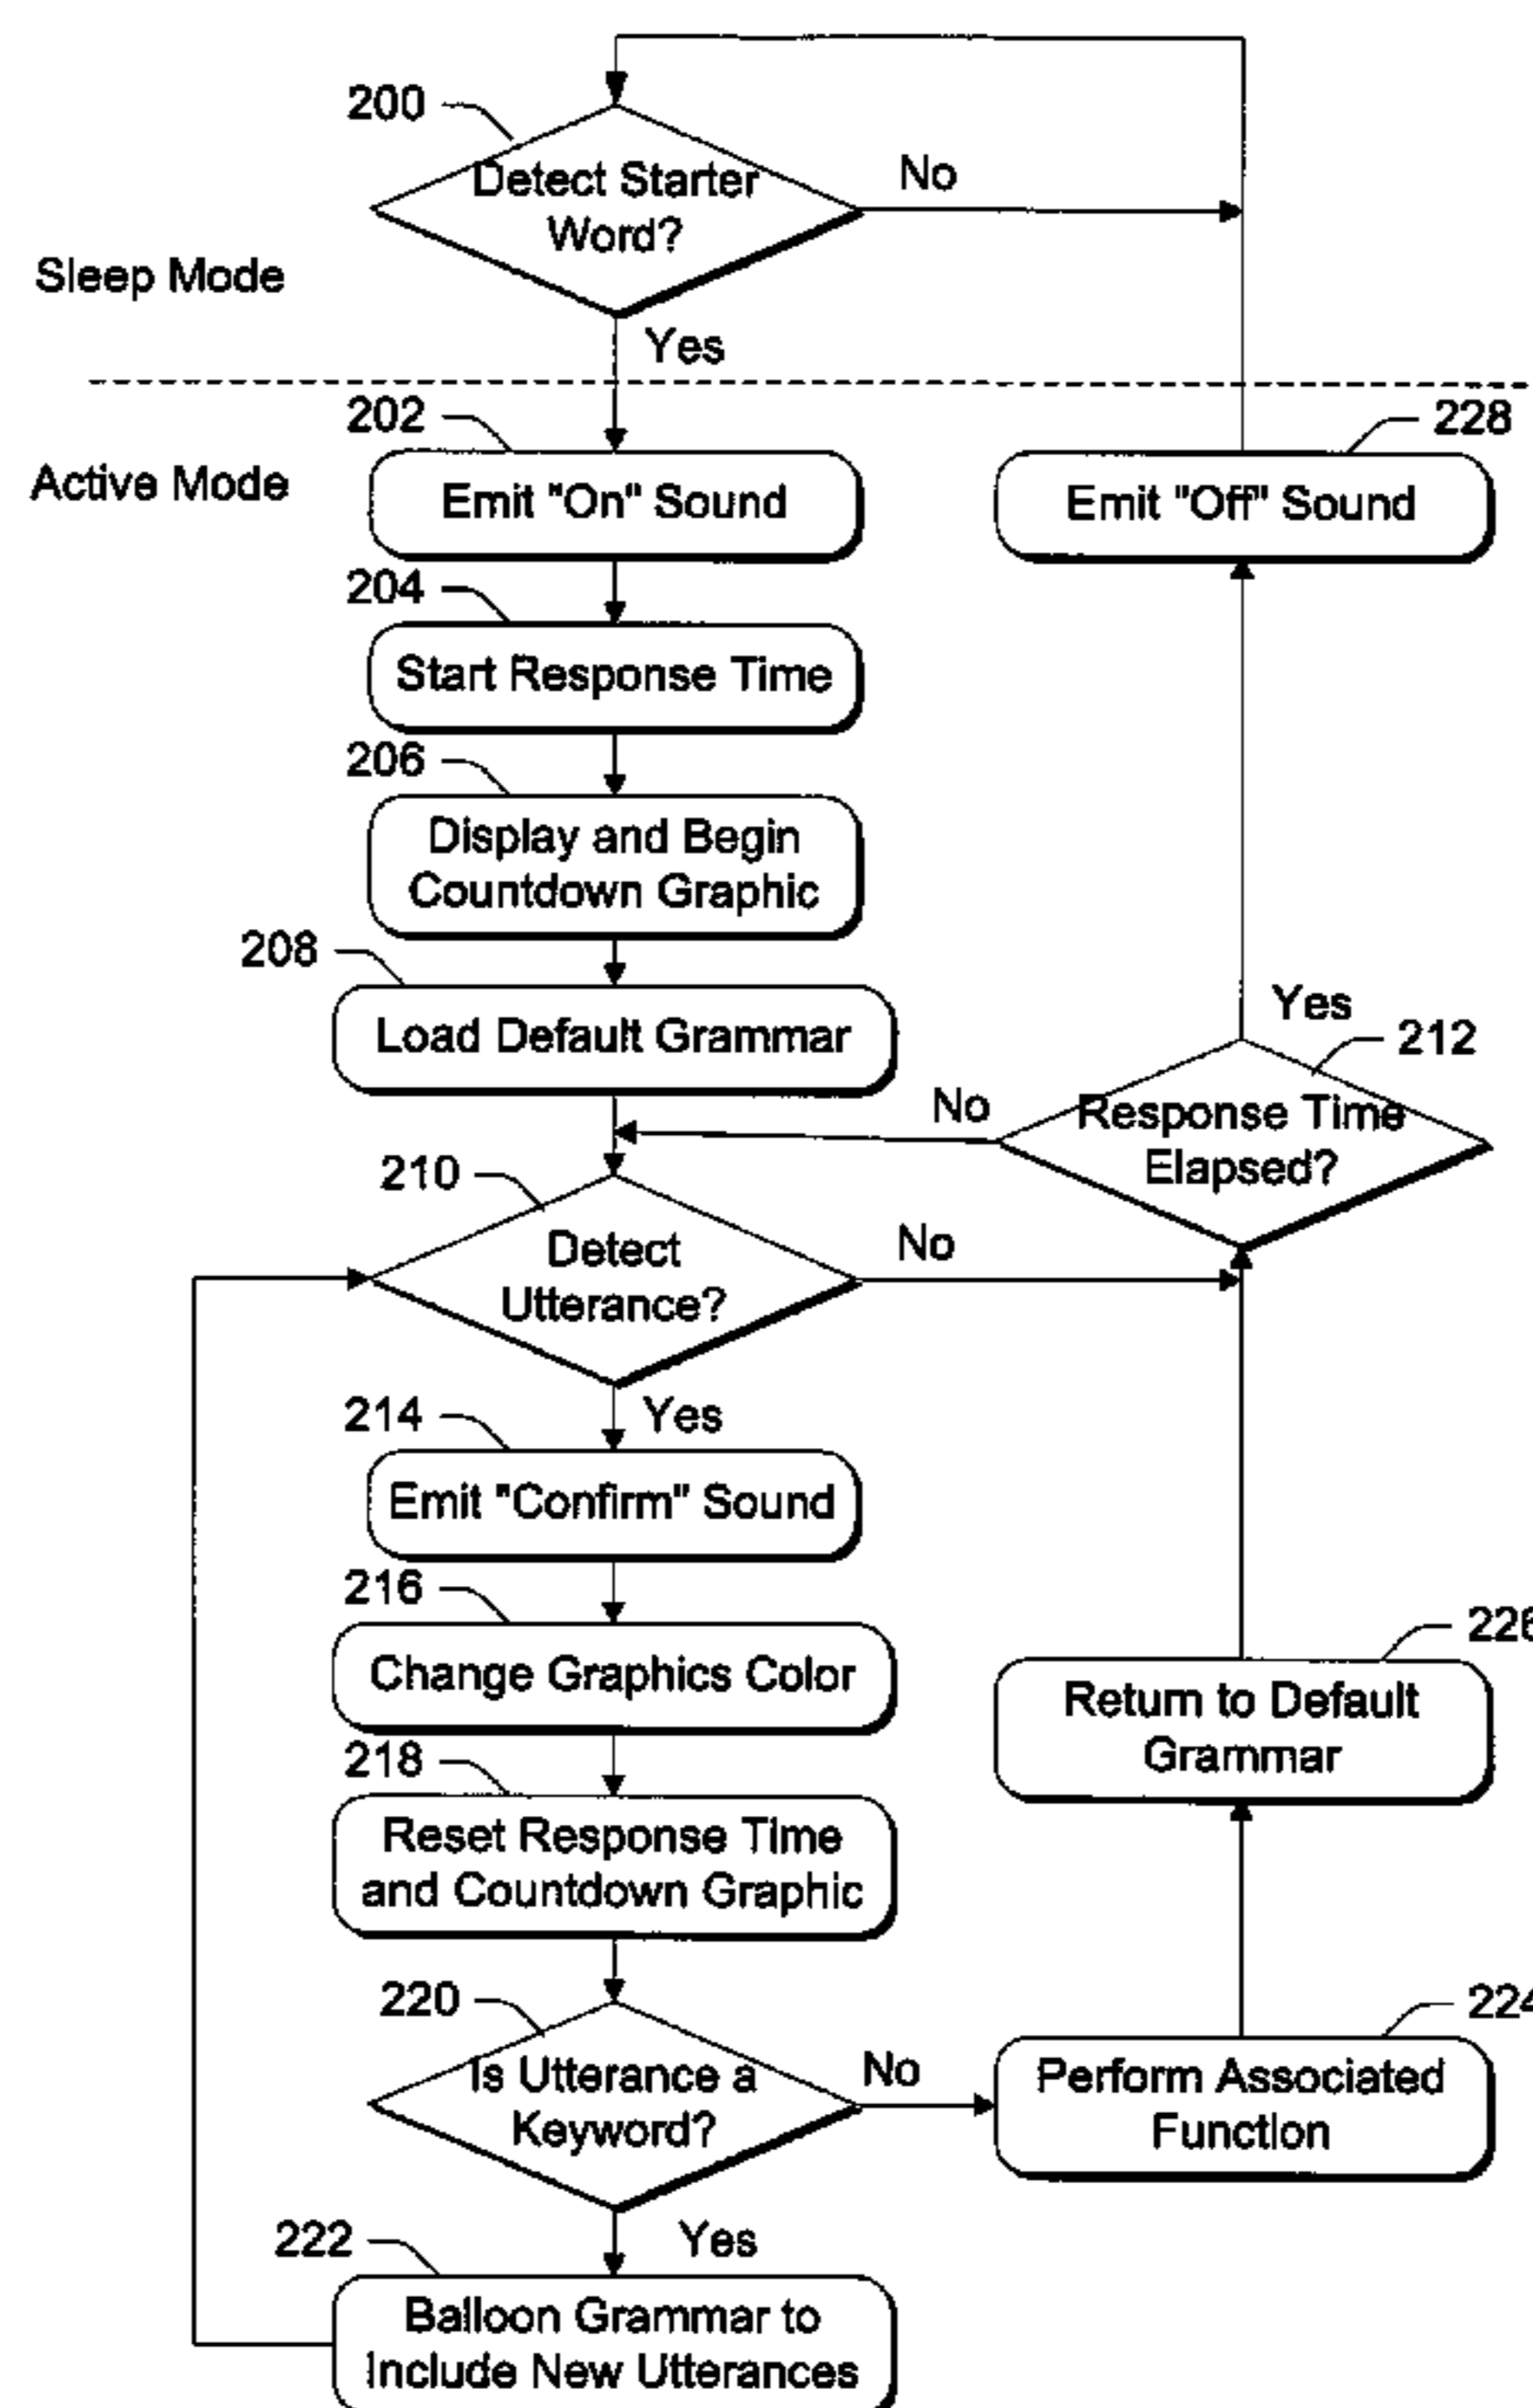 200
Detect Starter
Word?
No
Sleep Mode
Yes
202
228
Active Mode
Emit "On" Sound
Emit "Off" Sound
204
Start Response Time
206
Display and Begin
Countdown Graphic
208
Load Default Grammar
Yes
212
No
Response Time
Elapsed?
210
Detect
Utterance?
No
214
Yes
Emit "Confirm" Sound
216
Change Graphics Color
226
Return to Default
Grammar
218
Reset Response Time
and Countdown Graphic
220
224
Is Utterance a
Keyword?
No
Perform Associated
Function
222
Yes
Balloon Grammar to
Include New Utterances